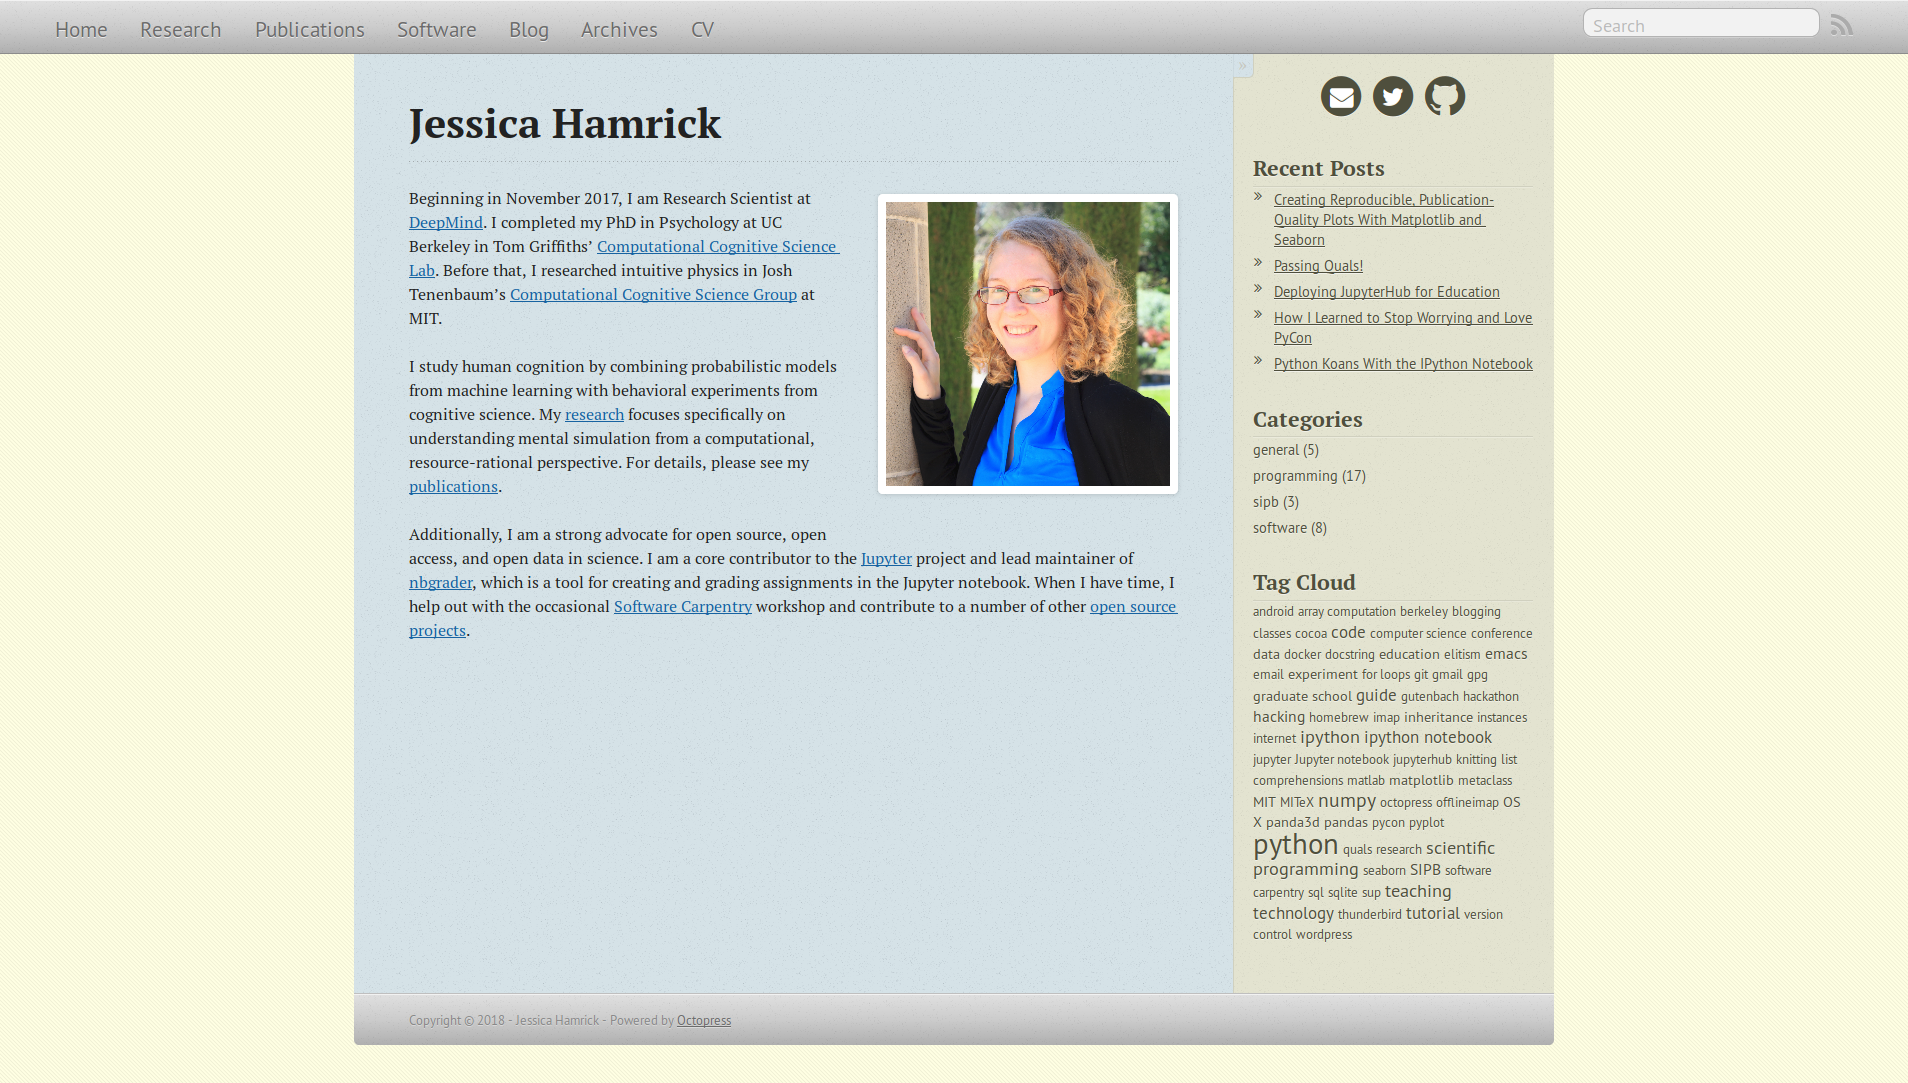 Home Research Publications Software Blog Archives CV Search
»
Jessica Hamrick
Beginning in November 2017, I am Research Scientist at
DeepMind. I completed my PhD in Psychology at UC
Berkeley in Tom Griffiths’ Computational Cognitive Science
Lab. Before that, I researched intuitive physics in Josh
Tenenbaum’s Computational Cognitive Science Group at
MIT.
I study human cognition by combining probabilistic models
from machine learning with behavioral experiments from
cognitive science. My research focuses specifically on
understanding mental simulation from a computational,
resource-rational perspective. For details, please see my
publications.
Additionally, I am a strong advocate for open source, open
access, and open data in science. I am a core contributor to the Jupyter project and lead maintainer of
nbgrader, which is a tool for creating and grading assignments in the Jupyter notebook. When I have time, I
help out with the occasional Software Carpentry workshop and contribute to a number of other open source
projects.
Recent Posts
» Creating Reproducible, Publication-
Quality Plots With Matplotlib and
Seaborn
» Passing Quals!
» Deploying JupyterHub for Education
» How I Learned to Stop Worrying and Love
PyCon
» Python Koans With the IPython Notebook
Categories
general (5)
programming (17)
sipb (3)
software (8)
Tag Cloud
android array computation berkeley blogging
classes cocoa code computer science conference
data docker docstring education elitism emacs
email experiment for loops git gmail gpg
graduate school guide gutenbach hackathon
hacking homebrew imap inheritance instances
internet ipython ipython notebook
jupyter Jupyter notebook jupyterhub knitting list
comprehensions matlab matplotlib metaclass
MIT MITeX numpy octopress offlineimap OS
X panda3d pandas pycon pyplot
python quals research scientific
programming seaborn SIPB software
carpentry sql sqlite sup teaching
technology thunderbird tutorial version
control wordpress
Copyright © 2018 - Jessica Hamrick - Powered by Octopress